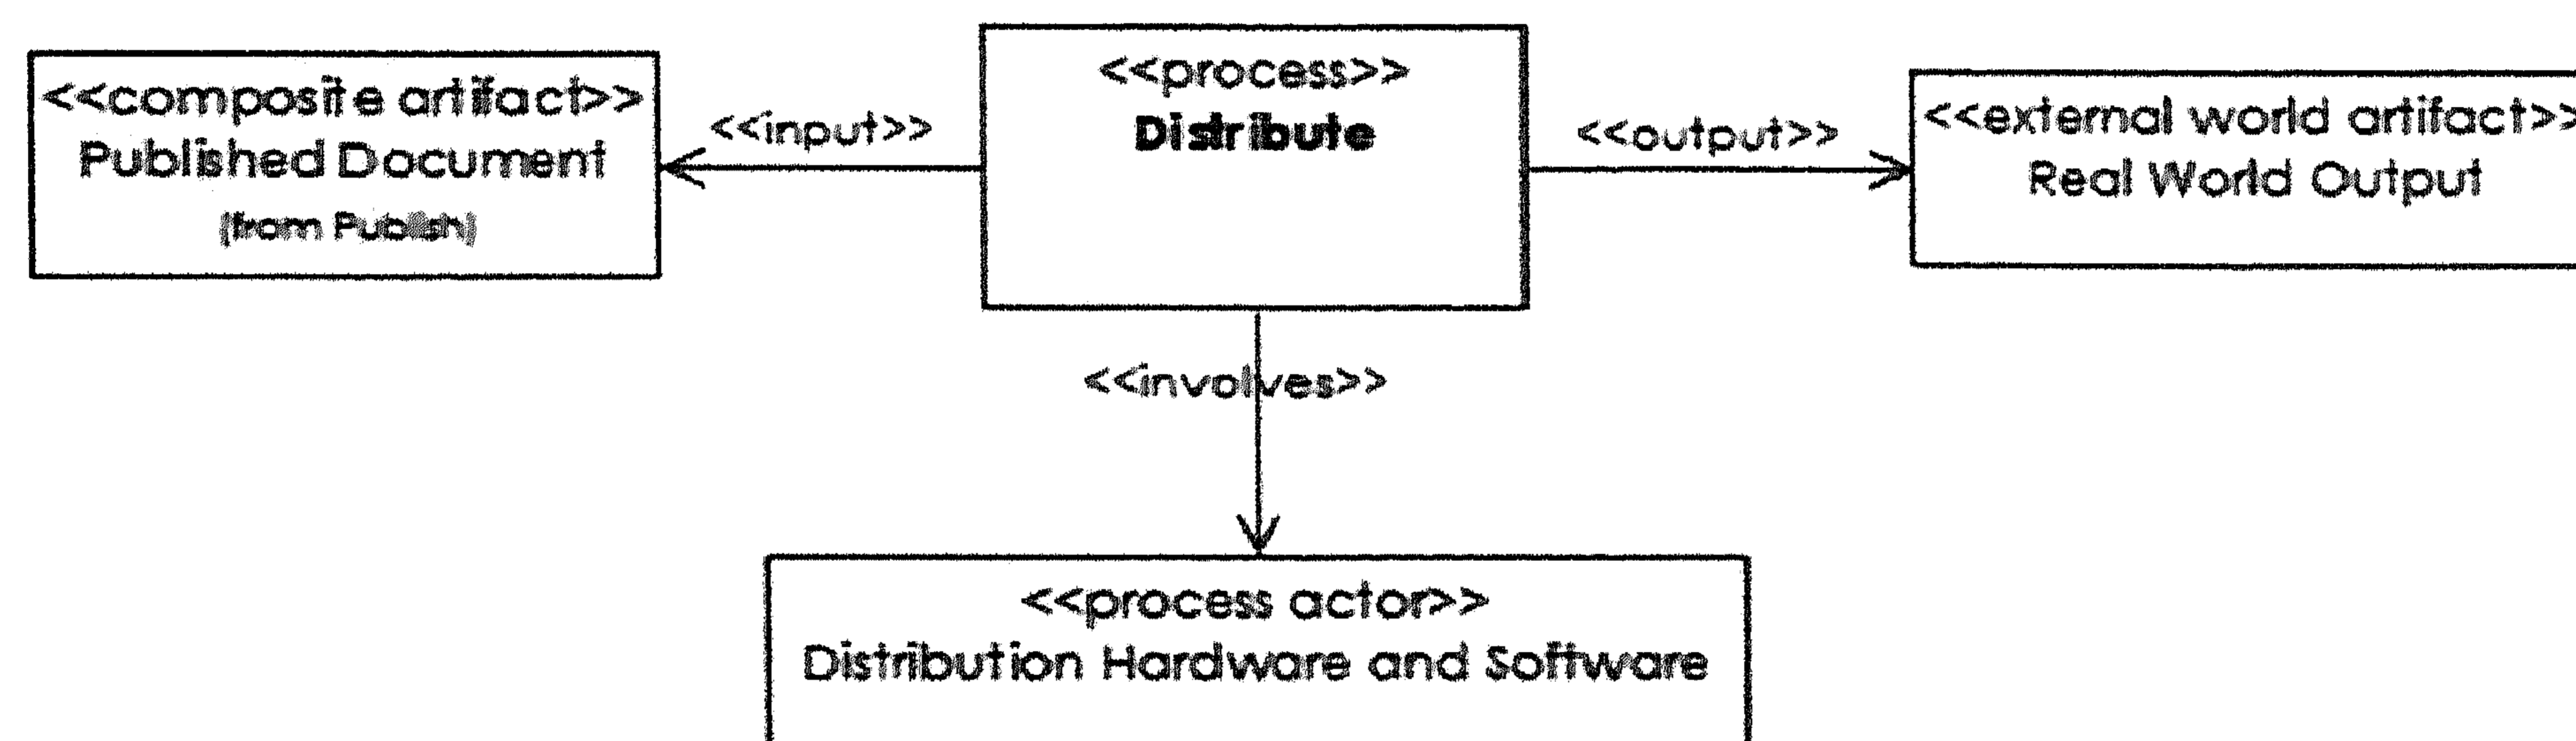 <<composite artifact>>
Published Document
(from Publish)
<<input>>
<<process>>
Distribute
<<output>>
<<external world artifact>>
Real World Output
<<involves>>
<<process actor>>
Distribution Hardware and Software